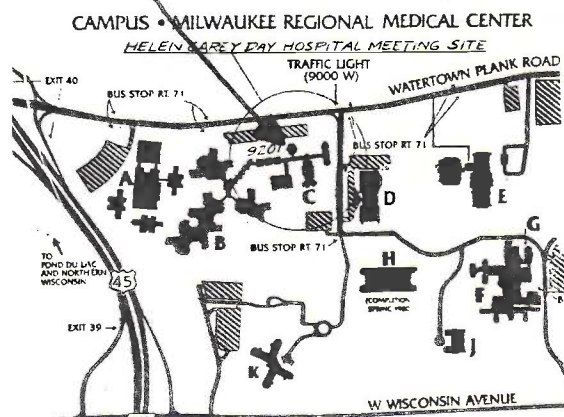 CAMPUS • MILWAUKEE REGIONAL MEDICAL CENTER
HELEN CAREY DAY HOSPITAL MEETING SITE
TRAFFIC LIGHT
(9000 W)
WATERTOWN PLANK ROAD
EXIT 40
BUS STOP RT. 71
BUS STOP RT. 71
9201
A
B
C
D
E
BUS STOP RT. 71
G
H
F
TO
FOND DU LAC
AND NORTHERN
WISCONSIN
45
(COMPLETION
SPRING
EXIT 39
J
K
W WISCONSIN AVENUE